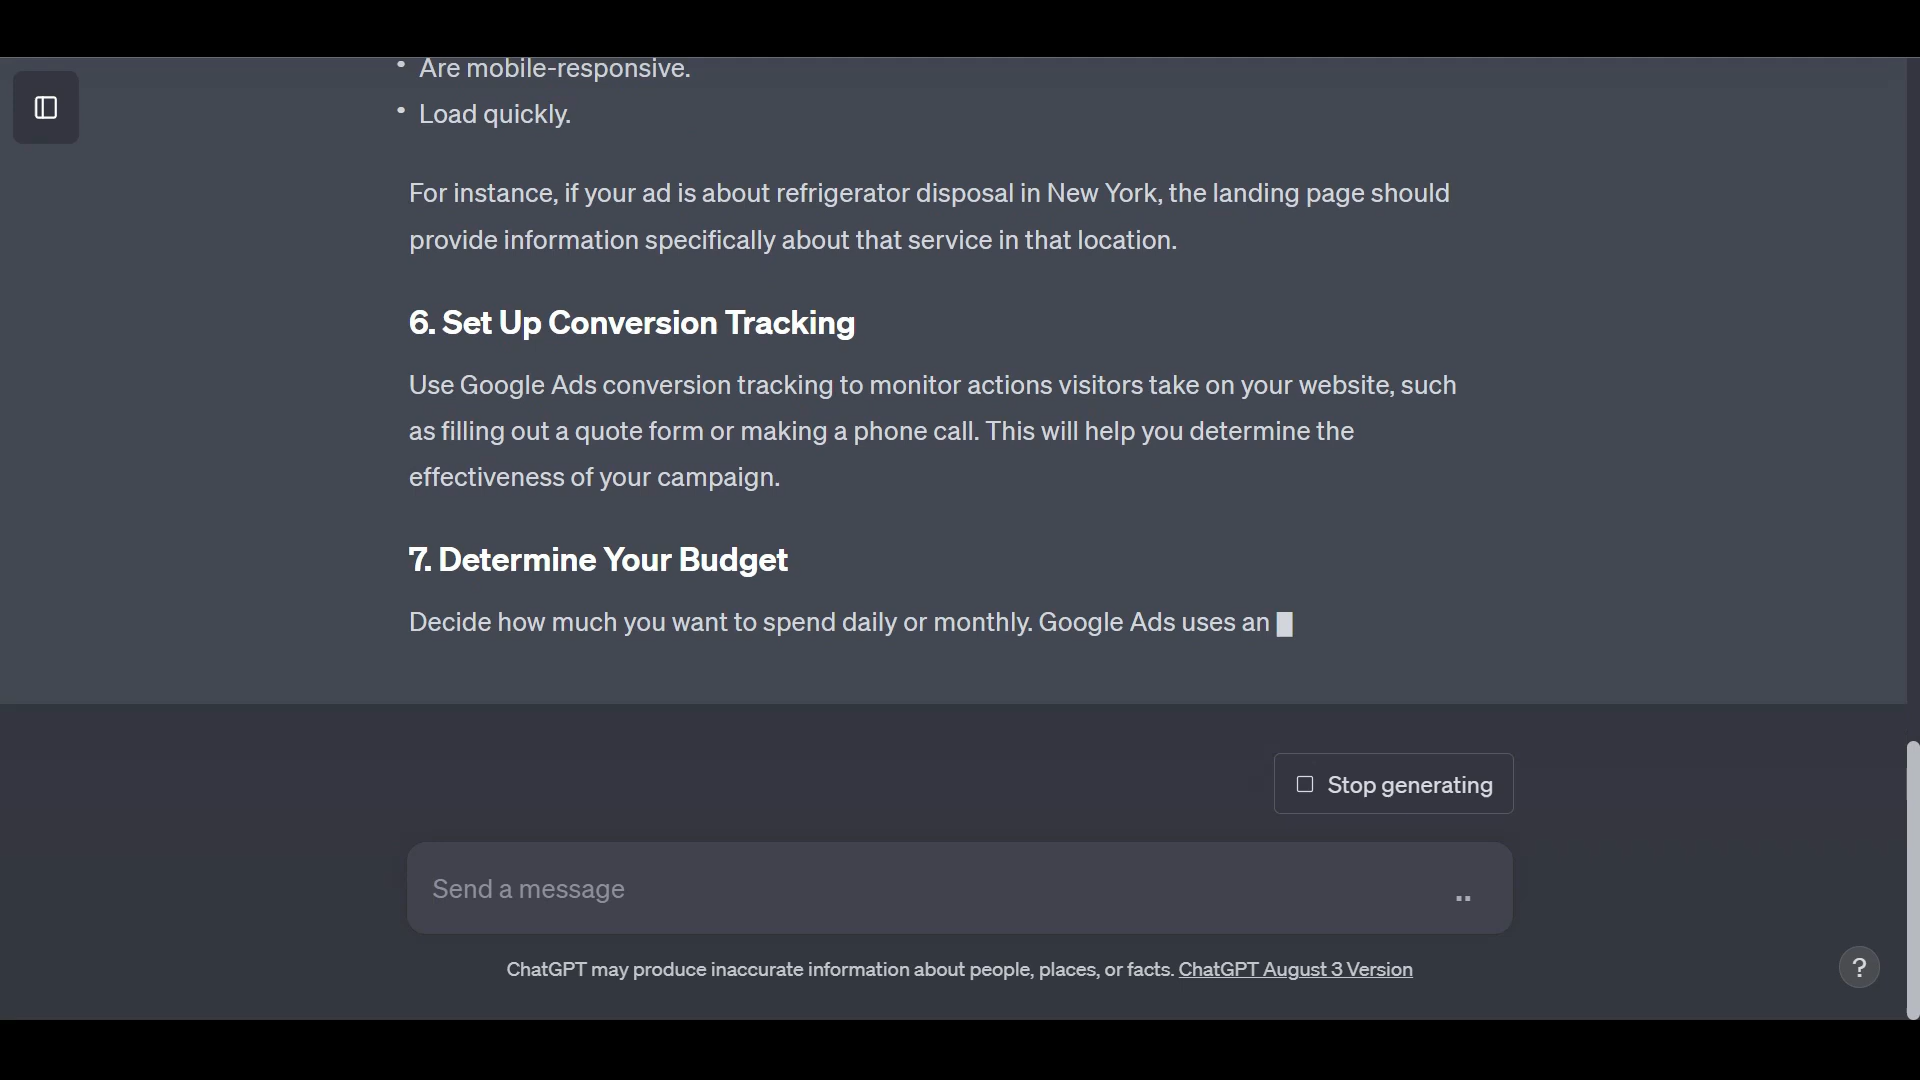 • Are mobile-responsive.
• Load quickly.
For instance, if your ad is about refrigerator disposal in New York, the landing page should
provide information specifically about that service in that location.
6. Set Up Conversion Tracking
Use Google Ads conversion tracking to monitor actions visitors take on your website, such
as filling out a quote form or making a phone call. This will help you determine the
effectiveness of your campaign.
7. Determine Your Budget
Decide how much you want to spend daily or monthly. Google Ads uses an
Stop generating
Send a message
ChatGPT may produce inaccurate information about people, places, or facts. ChatGPT August 3 Version
?